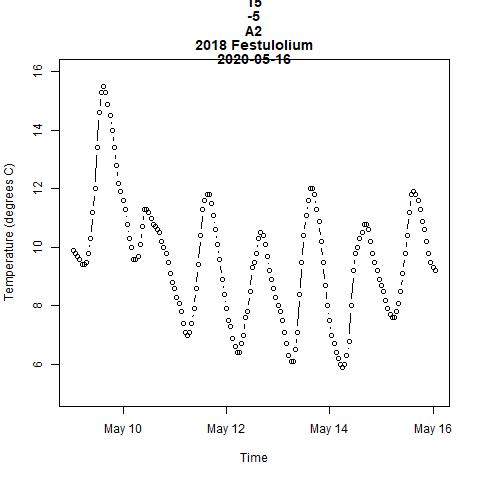 15
-5
A2
2018 Festulolium
2020-05-16
Temperature (degrees C)
16
14
12
10
8
6
May 10
May 12
May 14
May 16
Time